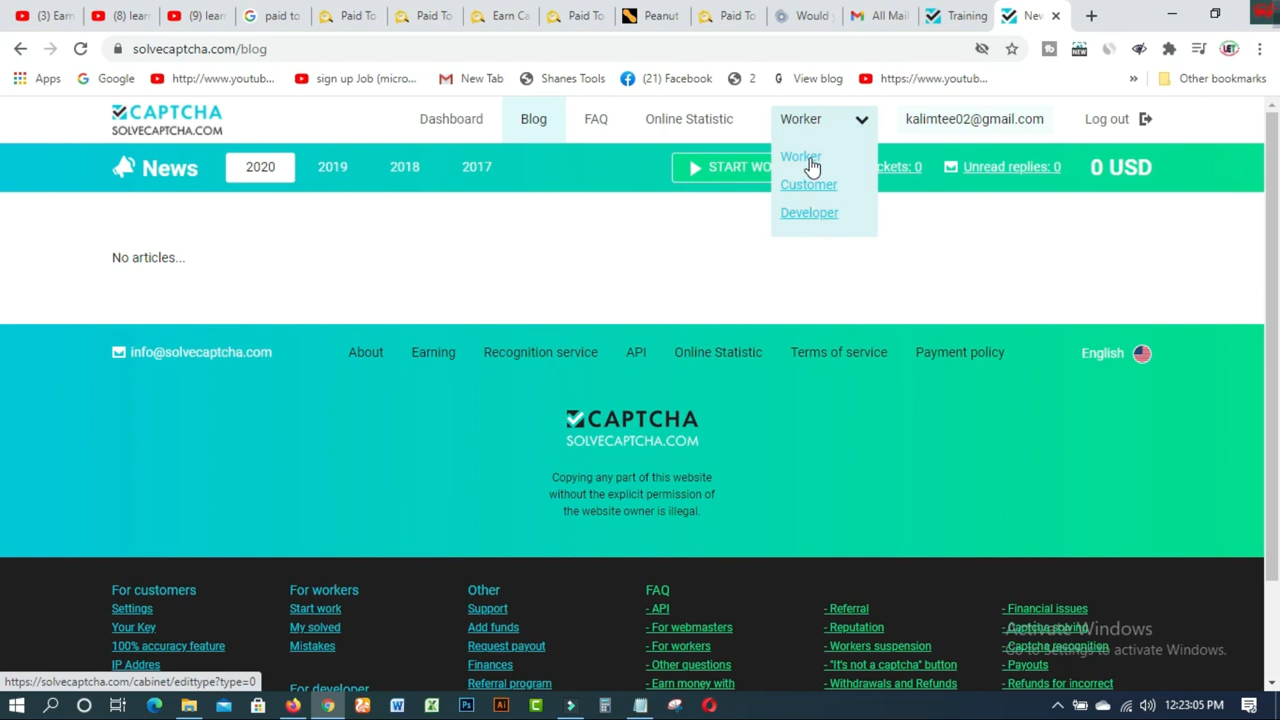 (3) Earn
(8) lear
(9) lear
paid to
Paid To
Paid To
Earn Ca
Paid To
Peanut
Paid To
Would y
All Mail
Training
New
solvecaptcha.com/blog
Apps
Google
http://www.youtub...
sign up Job (micro...
New Tab
Shanes Tools
(21) Facebook
2
View blog
https://www.youtub...
»
Other bookmarks
CAPTCHA
SOLVECAPTCHA.COM
Dashboard
Blog
FAQ
Online Statistic
Worker
kalimtee02@gmail.com
Log out
News
2020
2019
2018
2017
START WO
Worker
Customer
Developer
ckets: 0
Unread replies: 0
0 USD
No articles...
info@solvecaptcha.com
About
Earning
Recognition service
API
Online Statistic
Terms of service
Payment policy
English
CAPTCHA
SOLVECAPTCHA.COM
Copying any part of this website
without the explicit permission of
the website owner is illegal.
For customers
Settings
Your Key
100% accuracy feature
IP Addres
For workers
Start work
My solved
Mistakes
For developer
Other
Support
Add funds
Request payout
Finances
Referral program
FAQ
- API
- For webmasters
- For workers
- Other questions
- Earn money with
- Referral
- Reputation
- Workers suspension
- "It's not a captcha" button
- Withdrawals and Refunds
- Financial issues
- Captcha solving
- Captcha recognition
- Payouts
- Refunds for incorrect
Activate Windows
Go to Settings to activate Windows.
https://solvecaptcha.com/cabinet/edittype?type=0
12:23:05 PM